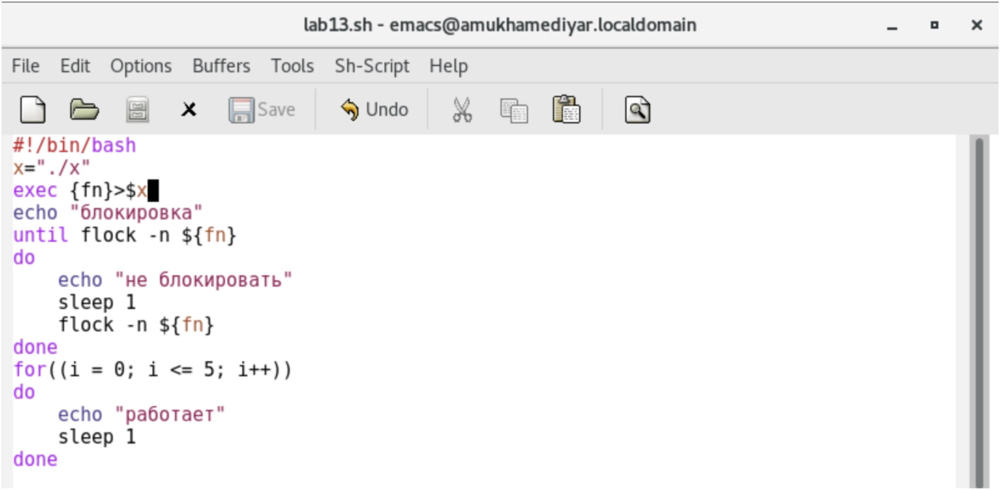 lab13.sh - emacs@amukhamediyar.localdomain
File Edit Options Buffers Tools Sh-Script Help
Save Undo
#!/bin/bash
x="./x"
exec {fn}>$x
echo "блокировка"
until flock -n ${fn}
do
    echo "не блокировать"
    sleep 1
    flock -n ${fn}
done
for((i = 0; i <= 5; i++))
do
    echo "работает"
    sleep 1
done